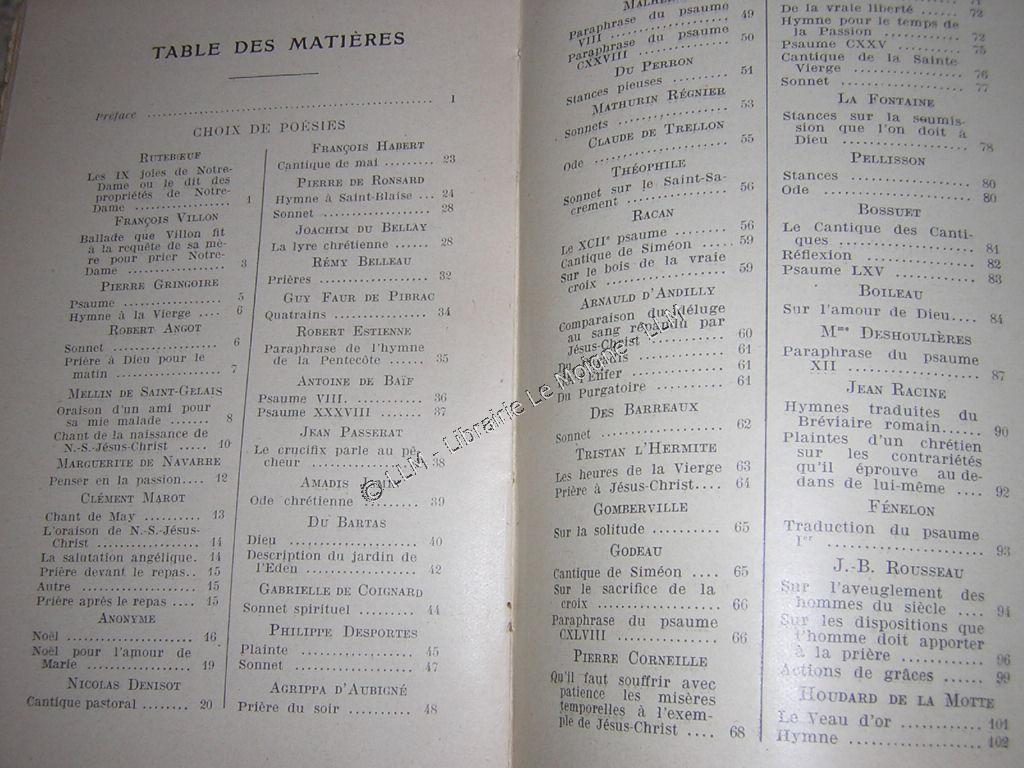 TABLE DES MATIÈRES
Préface ........ 1
CHOIX DE POÉSIES
RUTEBŒUF
Les IX joies de Notre-
Dame ou le dit des
propriétés de Notre-
Dame ........ 1
FRANÇOIS VILLON
Ballade que Villon fit
à la requête de sa mè-
re pour prier Notre-
Dame ........ 3
PIERRE GRINGOIRE
Psaume ........ 5
Hymne à la Vierge .... 6
ROBERT ANGOT
Sonnet ........ 6
Prière à Dieu pour le
matin ........ 7
MELLIN DE SAINT-GELAIS
Oraison d'un ami pour
sa mie malade ....... 8
Chant de la naissance de
N.-S.-Jésus-Christ ..... 10
MARGUERITE DE NAVARRE
Penser en la passion.... 12
CLÉMENT MAROT
Chant de May .......... 13
L'oraison de N.-S.-Jésus-
Christ ........ 14
La salutation angélique. 14
Prière devant le repas.. 15
Autre ........ 15
Prière après le repas .... 15
ANONYME
Noël ........ 16
Noël pour l'amour de
Marie ........ 19
NICOLAS DENISOT
Cantique pastoral ........ 20
FRANÇOIS HABERT
Cantique de mai ......... 23
PIERRE DE RONSARD
Hymne à Saint-Blaise ... 24
Sonnet ........ 28
JOACHIM DU BELLAY
La lyre chrétienne ...... 28
RÉMY BELLEAU
Prières ........ 32
GUY FAUR DE PIBRAC
Quatrains ........ 34
ROBERT ESTIENNE
Paraphrase de l'hymne
de la Pentecôte ...... 35
ANTOINE DE BAÏF
Psaume VIII. ........ 36
Psaume XXXVIII ....... 37
JEAN PASSERAT
Le crucifix parle au pé-
cheur ........ 38
AMADIS
Ode chrétienne ........ 39
DU BARTAS
Dieu ........ 40
Description du jardin de
l'Eden ........ 42
GABRIELLE DE COIGNARD
Sonnet spirituel ........ 44
PHILIPPE DESPORTES
Plainte ........ 45
Sonnet ........ 47
AGRIPPA D'AUBIGNÉ
Prière du soir .......... 48
Paraphrase du psaume
VIII ........ 49
Paraphrase du psaume
CXXVIII ........ 50
DU PERRON
Stances pieuses ........ 51
MATHURIN RÉGNIER
Sonnets ........ 53
CLAUDE DE TRELLON
Ode ........ 55
THÉOPHILE
Sonnet sur le Saint-Sa-
crement ........ 56
RACAN
Le XCIIe psaume ........ 56
Cantique de Siméon ..... 59
Sur le bois de la vraie
croix ........ 59
ARNAULD D'ANDILLY
Comparaison du déluge
au sang répandu par
Jésus-Christ ........ 60
........ 61
Enfer ........ 61
Du Purgatoire ........ 61
DES BARREAUX
Sonnet ........ 62
TRISTAN L'HERMITE
Les heures de la Vierge 63
Prière à Jésus-Christ.... 64
GOMBERVILLE
Sur la solitude .......... 65
GODEAU
Cantique de Siméon .... 65
Sur le sacrifice de la
croix ........ 66
Paraphrase du psaume
CXLVIII ........ 66
PIERRE CORNEILLE
Qu'il faut souffrir avec
patience les misères
temporelles à l'exem-
ple de Jésus-Christ .... 68
De la vraie liberté ...... 72
Hymne pour le temps de
la Passion ........ 72
Psaume CXXV ........ 75
Cantique de la Sainte
Vierge ........ 76
Sonnet ........ 77
LA FONTAINE
Stances sur la soumis-
sion que l'on doit à
Dieu ........ 78
PELLISSON
Stances ........ 80
Ode ........ 80
BOSSUET
Le Cantique des Canti-
ques ........ 81
Réflexion ........ 82
Psaume LXV ........ 83
BOILEAU
Sur l'amour de Dieu.... 84
Mme DESHOULIÈRES
Paraphrase du psaume
XII ........ 87
JEAN RACINE
Hymnes traduites du
Bréviaire romain...... 90
Plaintes d'un chrétien
sur les contrariétés
qu'il éprouve au de-
dans de lui-même .... 92
FÉNELON
Traduction du psaume
Ier ........ 93
J.-B. ROUSSEAU
Sur l'aveuglement des
hommes du siècle .... 94
Sur les dispositions que
l'homme doit apporter
à la prière ........ 96
Actions de grâces ...... 99
HOUDARD DE LA MOTTE
Le Veau d'or .......... 101
Hymne ........ 102
© LLM - Librairie Le Moigne - LLM